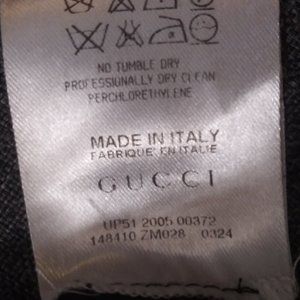 NO TUMBLE DRY
PROFESSIONALLY DRY CLEAN
PERCHLORETHYLENE
MADE IN ITALY
FABRIQUE EN ITALIE
GUCCI
UP51 2005 00372
148410 ZM028 0324